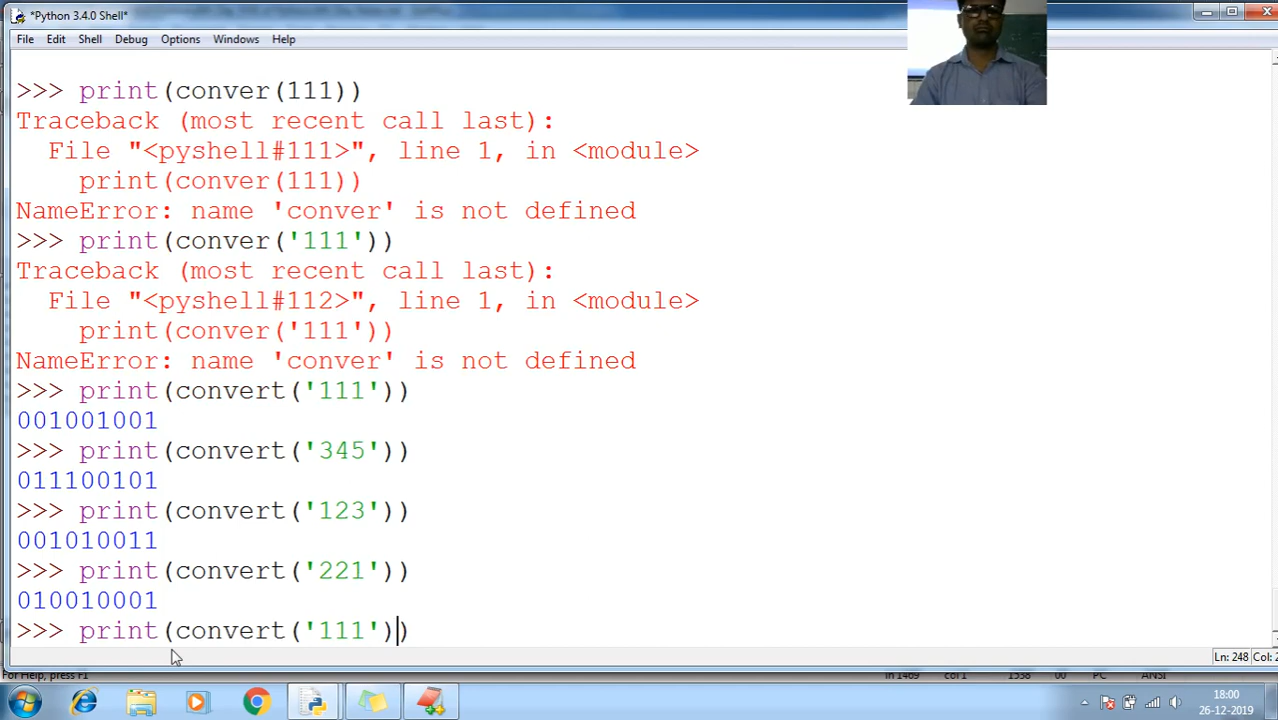 *Python 3.4.0 Shell*
File Edit Shell Debug Options Windows Help
>>> print(conver(111))
Traceback (most recent call last):
  File "<pyshell#111>", line 1, in <module>
    print(conver(111))
NameError: name 'conver' is not defined
>>> print(conver('111'))
Traceback (most recent call last):
  File "<pyshell#112>", line 1, in <module>
    print(conver('111'))
NameError: name 'conver' is not defined
>>> print(convert('111'))
001001001
>>> print(convert('345'))
011100101
>>> print(convert('123'))
001010011
>>> print(convert('221'))
010010001
>>> print(convert('111'))
Ln: 248 Col: 2
For Help, press F1
18:00
26-12-2019